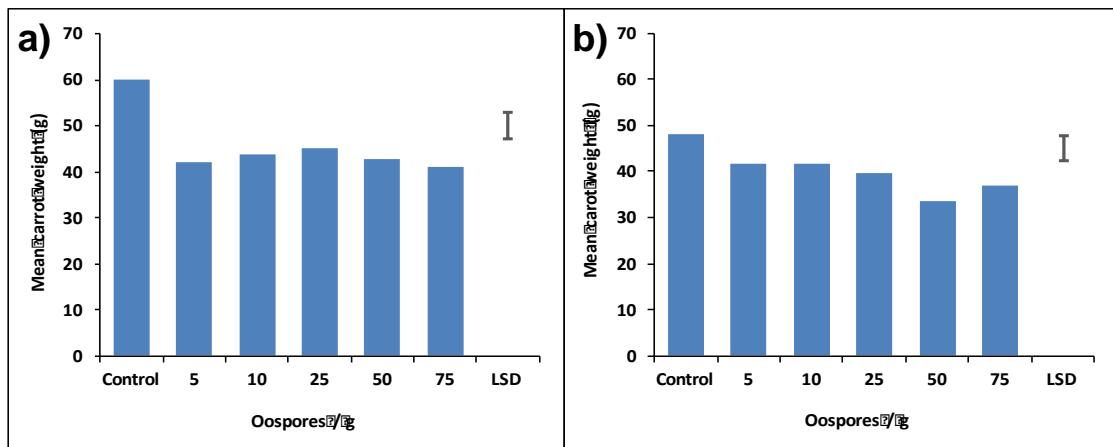 a)
70
60
50
40
30
20
10
0
Mean carrot weight (g)
Control 5 10 25 50 75 LSD
Oospores / g
b)
70
60
50
40
30
20
10
0
Mean carot weight (g)
Control 5 10 25 50 75 LSD
Oospores / g